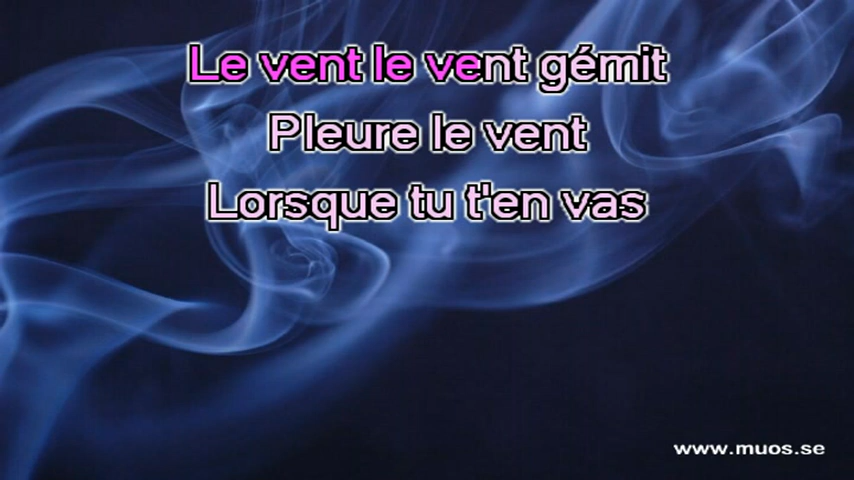 Le vent le vent gémit
Pleure le vent
Lorsque tu t'en vas
www.muos.se